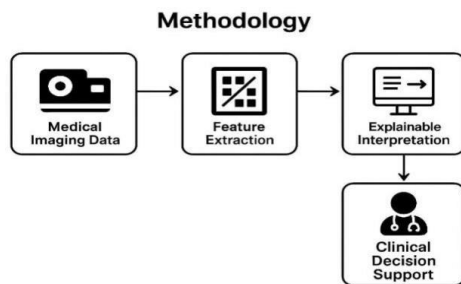 Methodology
Medical
Imaging Data
Feature
Extraction
Explainable
Interpretation
Clinical
Decision
Support